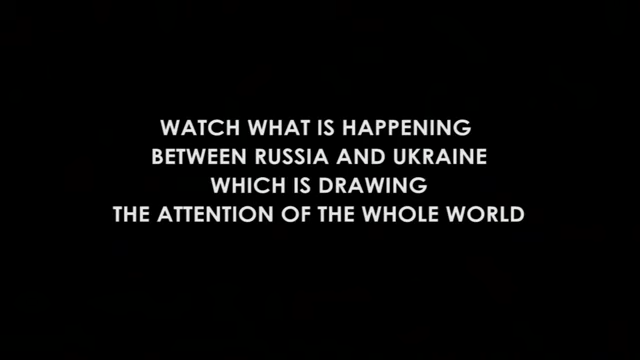 WATCH WHAT IS HAPPENING
BETWEEN RUSSIA AND UKRAINE
WHICH IS DRAWING
THE ATTENTION OF THE WHOLE WORLD